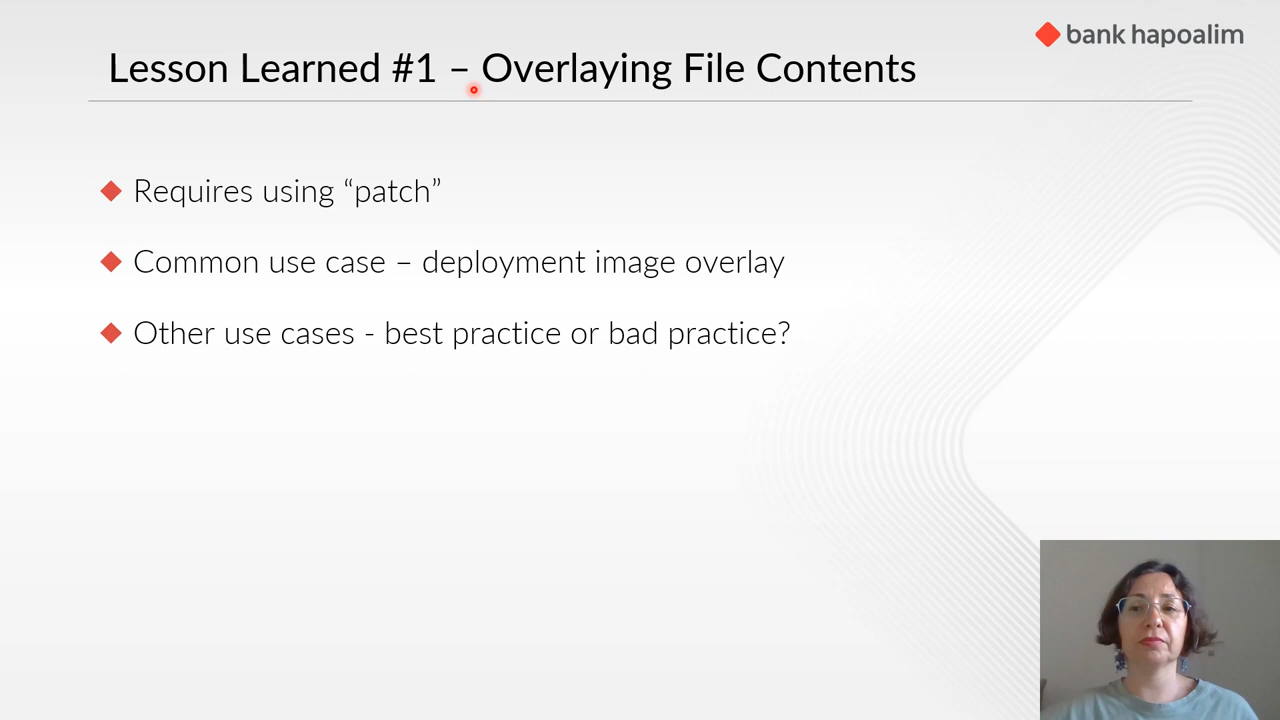 bank hapoalim
Lesson Learned #1 – Overlaying File Contents
Requires using “patch”
Common use case – deployment image overlay
Other use cases - best practice or bad practice?